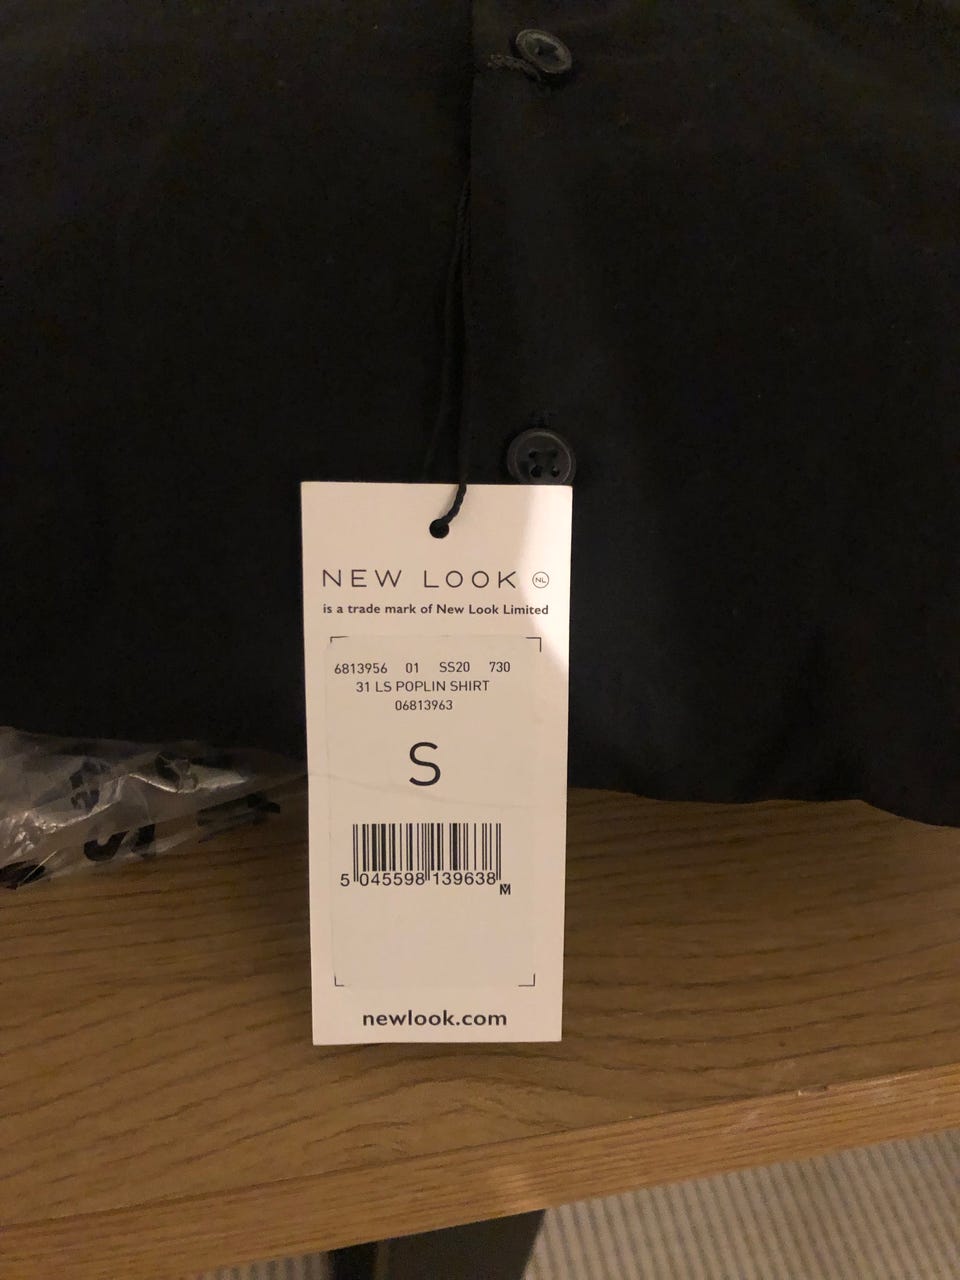 NEW LOOK NL
is a trade mark of New Look Limited
6813956 01 SS20 730
31 LS POPLIN SHIRT
06813963
S
5 045598 139638 M
newlook.com